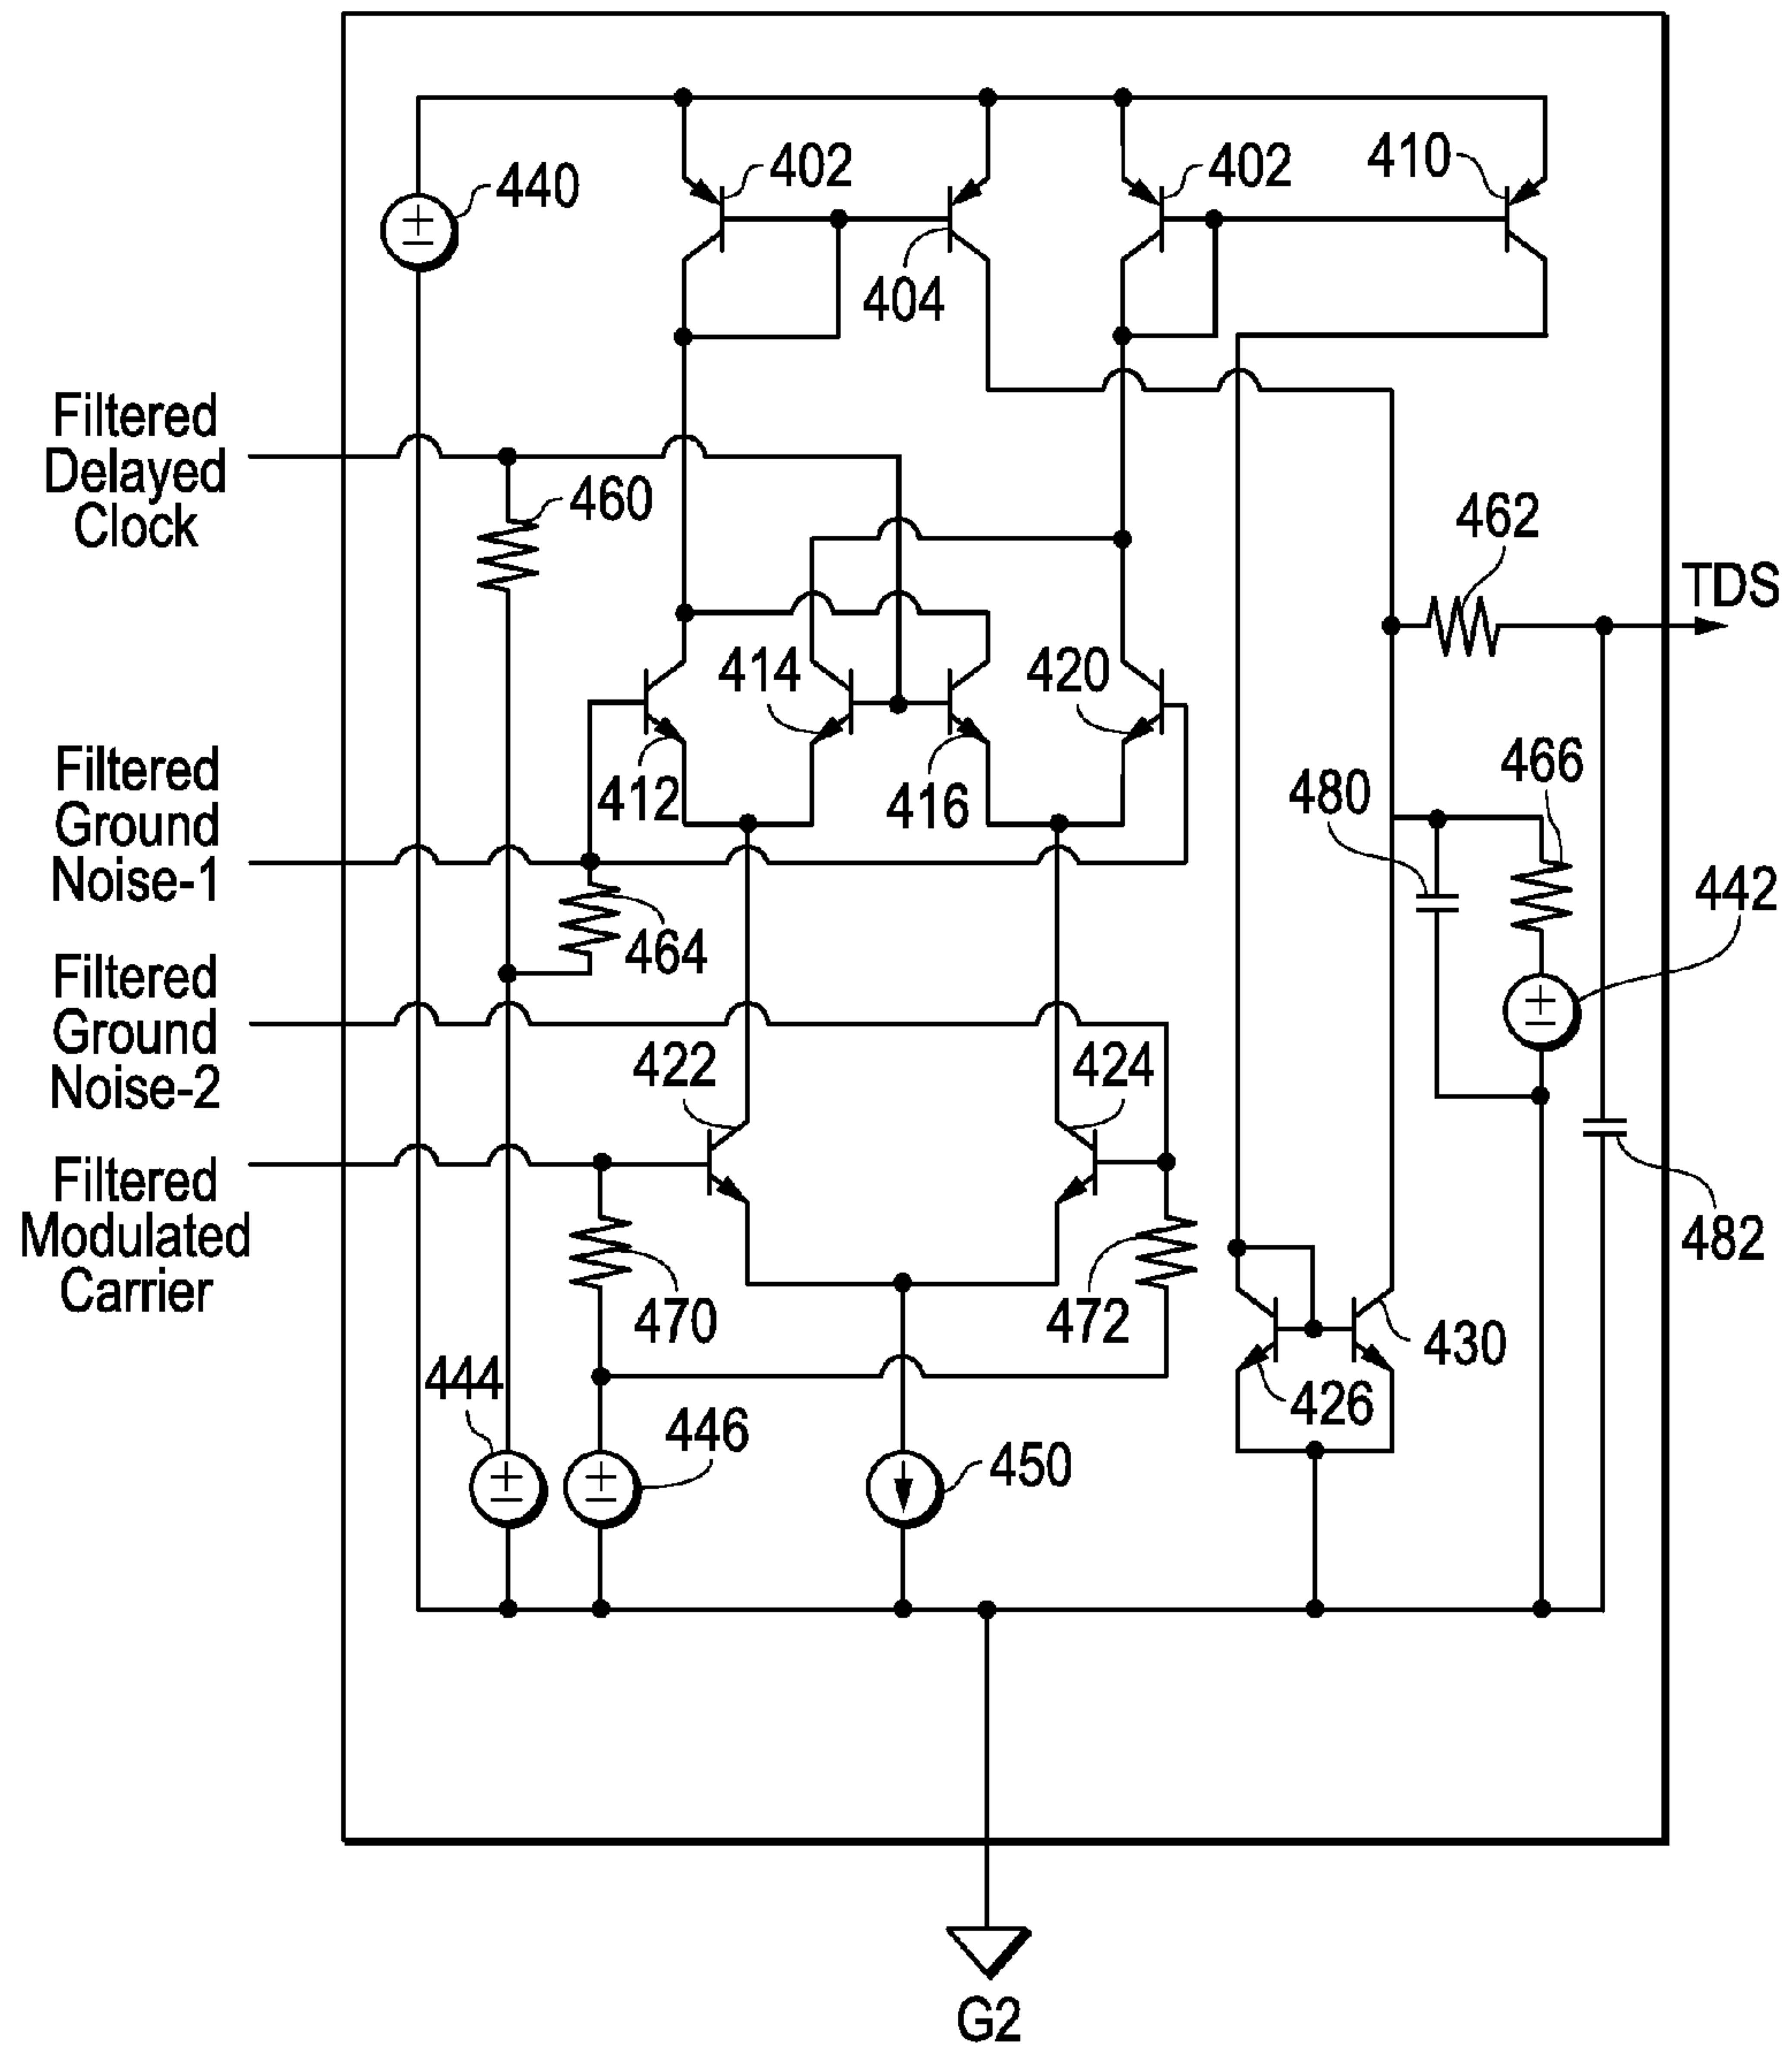 402
402
410
440
404
Filtered
Delayed
Clock
460
462
TDS
414
420
Filtered
Ground
Noise-1
412
416
480
466
442
464
Filtered
Ground
Noise-2
422
424
Filtered
Modulated
Carrier
482
470
472
430
444
426
446
450
G2